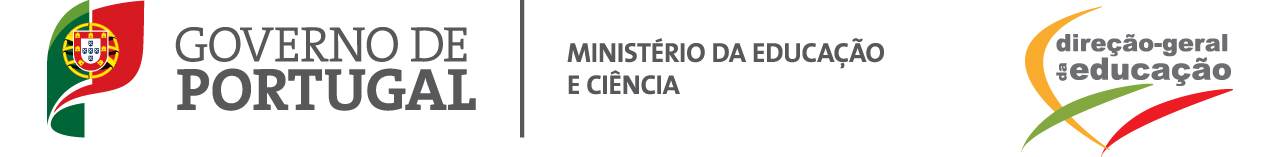 GOVERNO DE
PORTUGAL
MINISTÉRIO DA EDUCAÇÃO
E CIÊNCIA
direção-geral
da educação